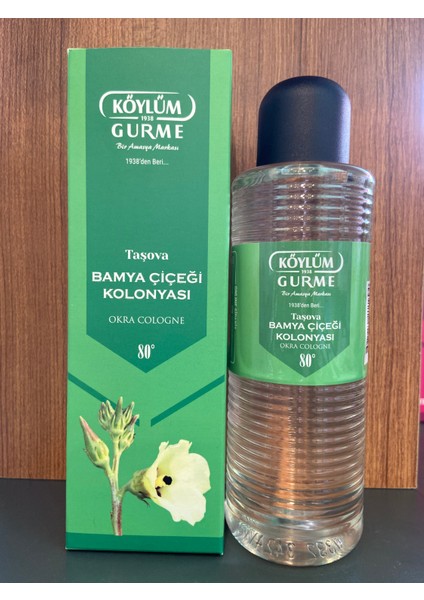 KÖYLÜM
1938
GURME
Bir Amasya Markası
1938'den Beri...
Taşova
BAMYA ÇİÇEĞİ
KOLONYASI
OKRA COLOGNE
80°
KÖYLÜM
1938
GURME
Bir Amasya Markası
1938'den Beri...
Taşova
BAMYA ÇİÇEĞİ
KOLONYASI
OKRA COLOGNE
80°